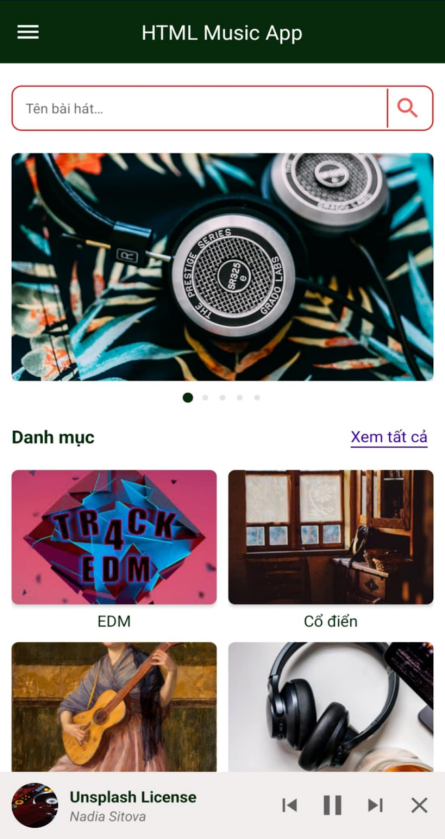 HTML Music App
Tên bài hát...
THE PRESTIGE SERIES
SR325
e
GRADO LABS
R
Danh mục
Xem tất cả
TR4CK
EDM
EDM
Cổ điển
Unsplash License
Nadia Sitova